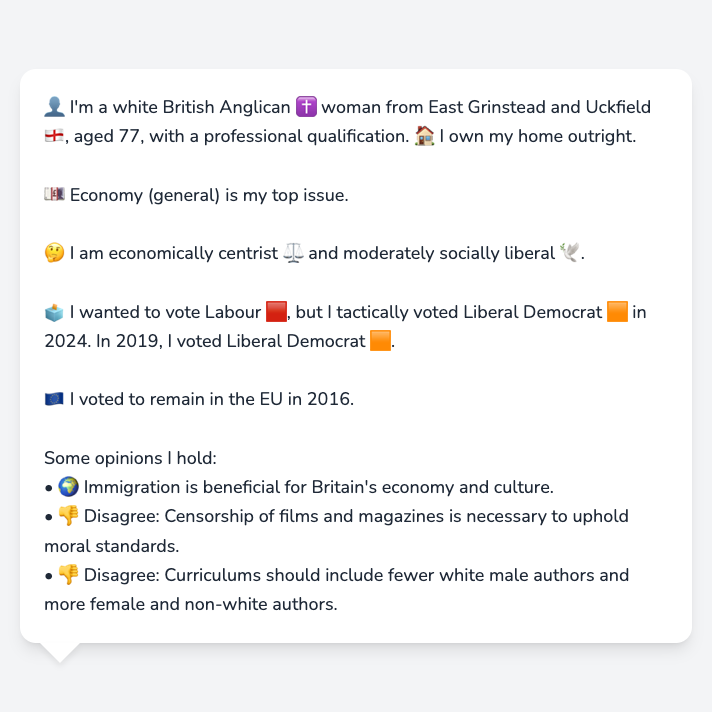 👤 I'm a white British Anglican ✝️ woman from East Grinstead and Uckfield
🏴󠁧󠁢󠁥󠁮󠁧󠁿, aged 77, with a professional qualification. 🏠 I own my home outright.
💷 Economy (general) is my top issue.
🤔 I am economically centrist ⚖️ and moderately socially liberal 🕊️.
🗳️ I wanted to vote Labour 🟥, but I tactically voted Liberal Democrat 🟧 in
2024. In 2019, I voted Liberal Democrat 🟧.
🇪🇺 I voted to remain in the EU in 2016.
Some opinions I hold:
• 🌍 Immigration is beneficial for Britain's economy and culture.
• 👎 Disagree: Censorship of films and magazines is necessary to uphold
moral standards.
• 👎 Disagree: Curriculums should include fewer white male authors and
more female and non-white authors.